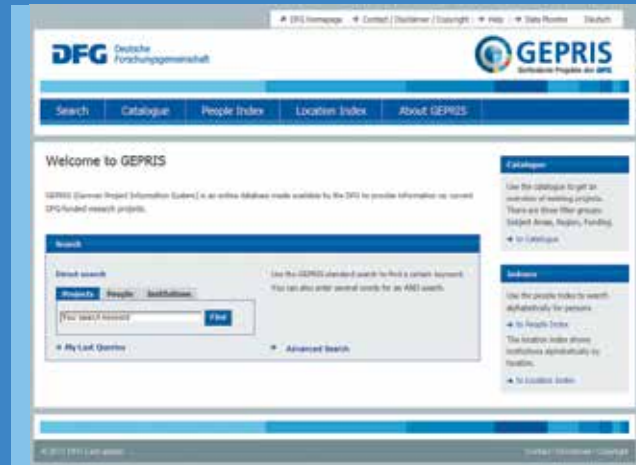 DFG Homepage Contact | Disclaimer / Copyright Help Data Monitor Deutsch
DFG Deutsche
Forschungsgemeinschaft
GEPRIS
Geförderte Projekte der DFG
Search Catalogue People Index Location Index About GEPRIS
Welcome to GEPRIS
GEPRIS (German Project Information System) is an online database made available by the DFG to provide information on current
DFG-funded research projects.
Search
Direct search
Projects People Institutions
Your search keyword Find
My Last Queries
Use the GEPRIS standard search to find a certain keyword.
You can also enter several words for an AND search.
Advanced Search
Catalogue
Use the catalogue to get an
overview of existing projects.
There are three filter groups:
Subject Areas, Region, Funding.
to Catalogue
Indexes
Use the people index to search
alphabetically for persons.
to People Index
The location index shows
institutions alphabetically by
location.
to Location Index
DFG Last update
Contact / Disclaimer / Copyright